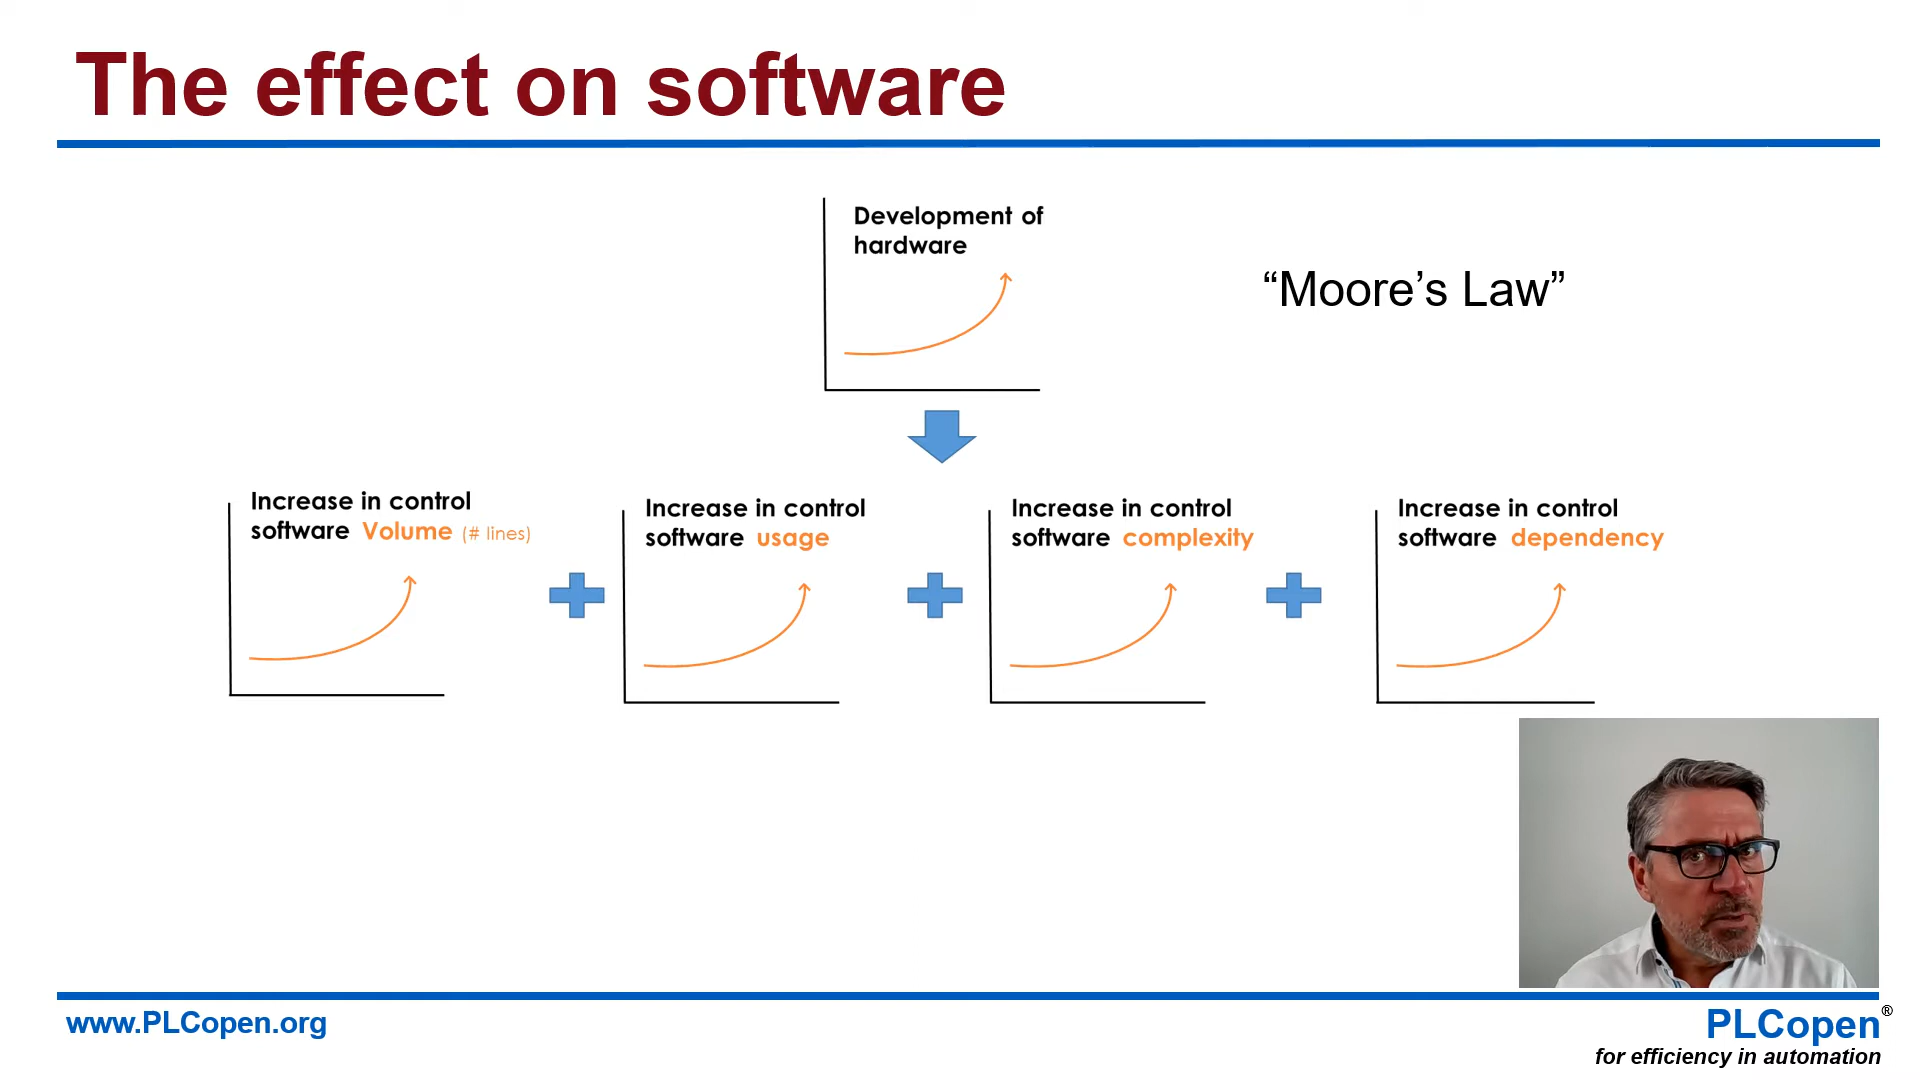 The effect on software
Development of
hardware
“Moore’s Law”
Increase in control
software Volume (# lines)
Increase in control
software usage
Increase in control
software complexity
Increase in control
software dependency
www.PLCopen.org
PLCopen®
for efficiency in automation